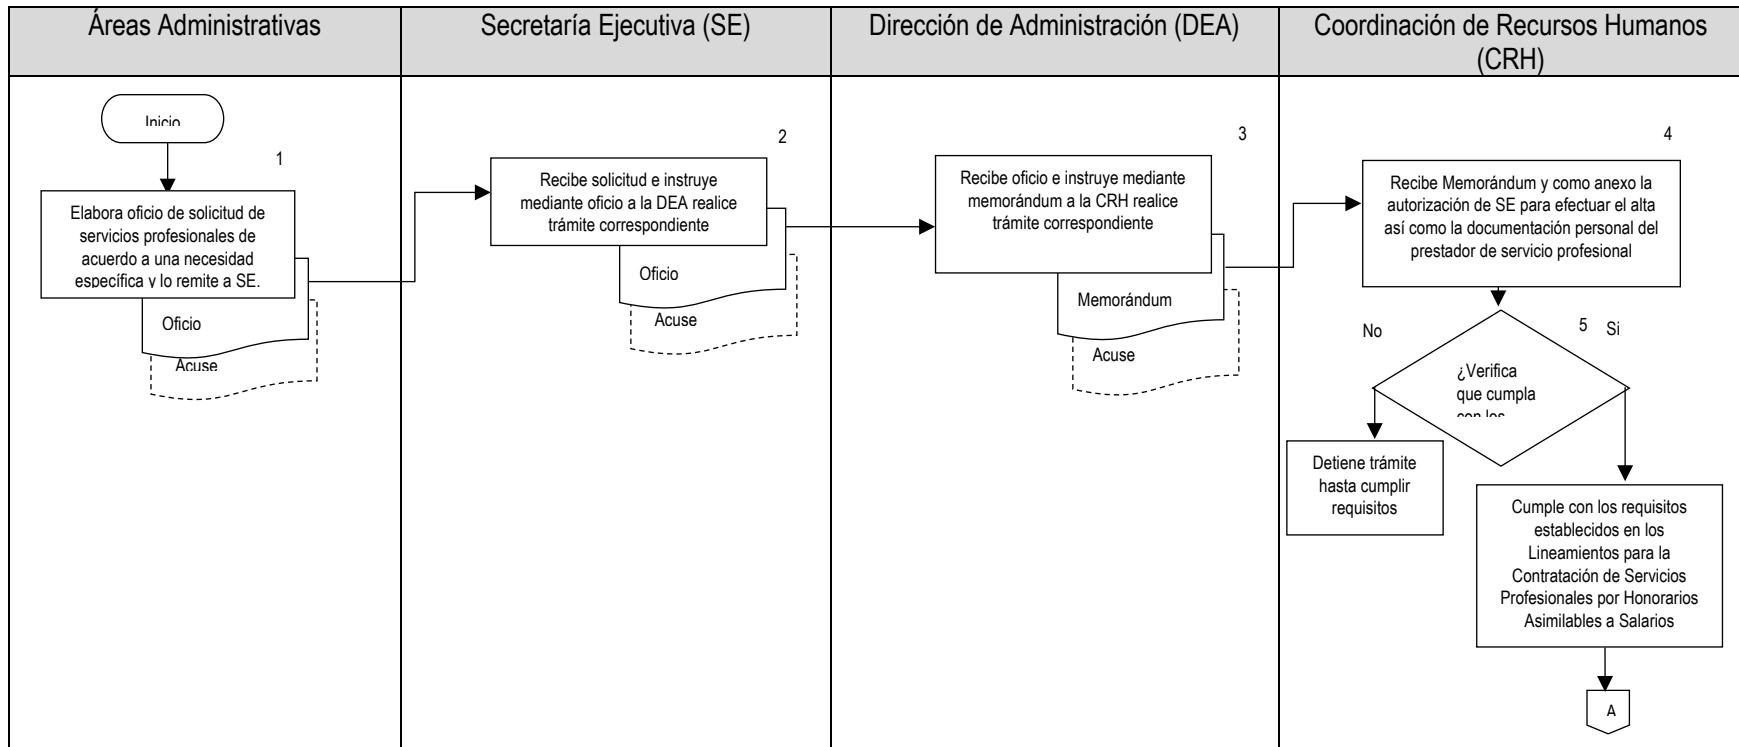 Áreas Administrativas
Secretaría Ejecutiva (SE)
Dirección de Administración (DEA)
Coordinación de Recursos Humanos
(CRH)
Inicio
1
Elabora oficio de solicitud de
servicios profesionales de
acuerdo a una necesidad
específica y lo remite a SE.
Oficio
Acuse
2
Recibe solicitud e instruye
mediante oficio a la DEA realice
trámite correspondiente
Oficio
Acuse
3
Recibe oficio e instruye mediante
memorándum a la CRH realice
trámite correspondiente
Memorándum
Acuse
4
Recibe Memorándum y como anexo la
autorización de SE para efectuar el alta
así como la documentación personal del
prestador de servicio profesional
No
5
Si
¿Verifica
que cumpla
con los
Detiene trámite
hasta cumplir
requisitos
Cumple con los requisitos
establecidos en los
Lineamientos para la
Contratación de Servicios
Profesionales por Honorarios
Asimilables a Salarios
A